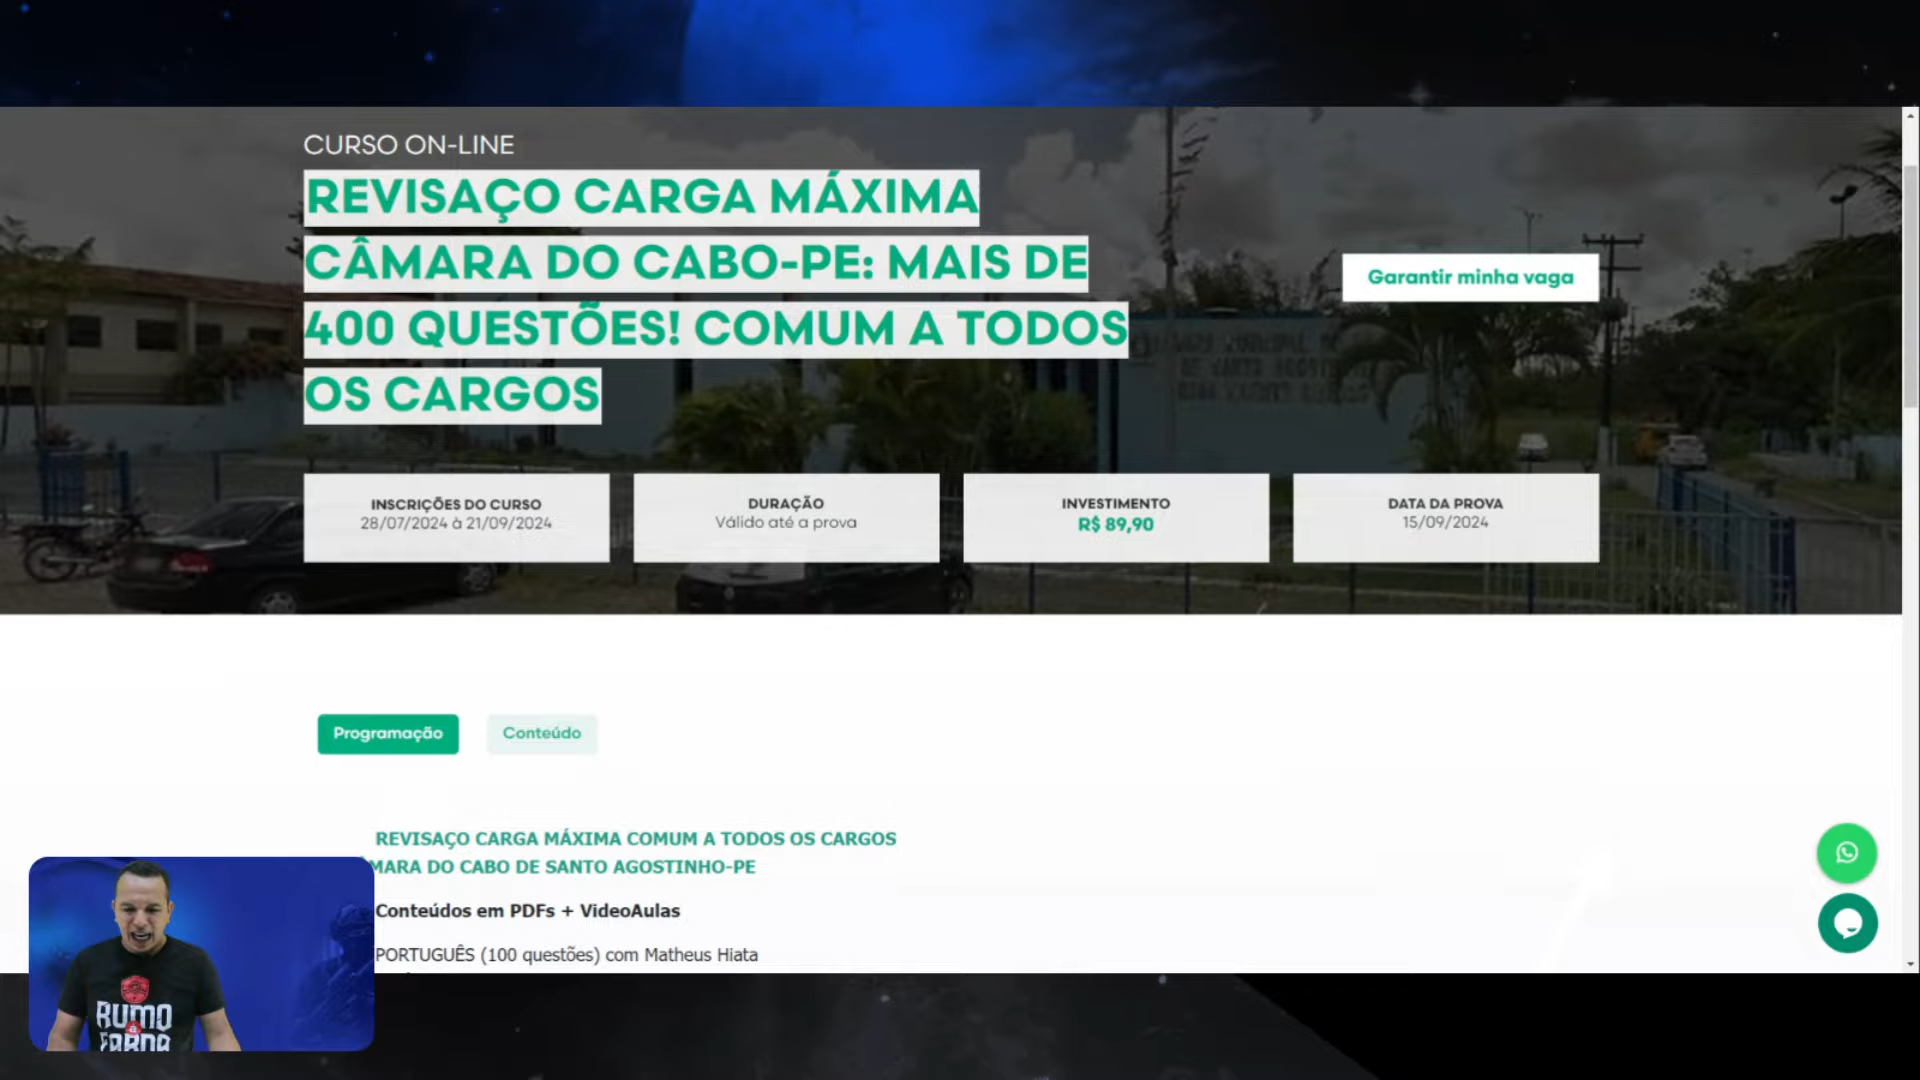 CURSO ON-LINE
REVISAÇO CARGA MÁXIMA
CÂMARA DO CABO-PE: MAIS DE
400 QUESTÕES! COMUM A TODOS
OS CARGOS
Garantir minha vaga
INSCRIÇÕES DO CURSO
28/07/2024 à 21/09/2024
DURAÇÃO
Válido até a prova
INVESTIMENTO
R$ 89,90
DATA DA PROVA
15/09/2024
Programação
Conteúdo
REVISAÇO CARGA MÁXIMA COMUM A TODOS OS CARGOS
MARA DO CABO DE SANTO AGOSTINHO-PE
Conteúdos em PDFs + VideoAulas
PORTUGUÊS (100 questões) com Matheus Hiata
RUMO
à
FARDA